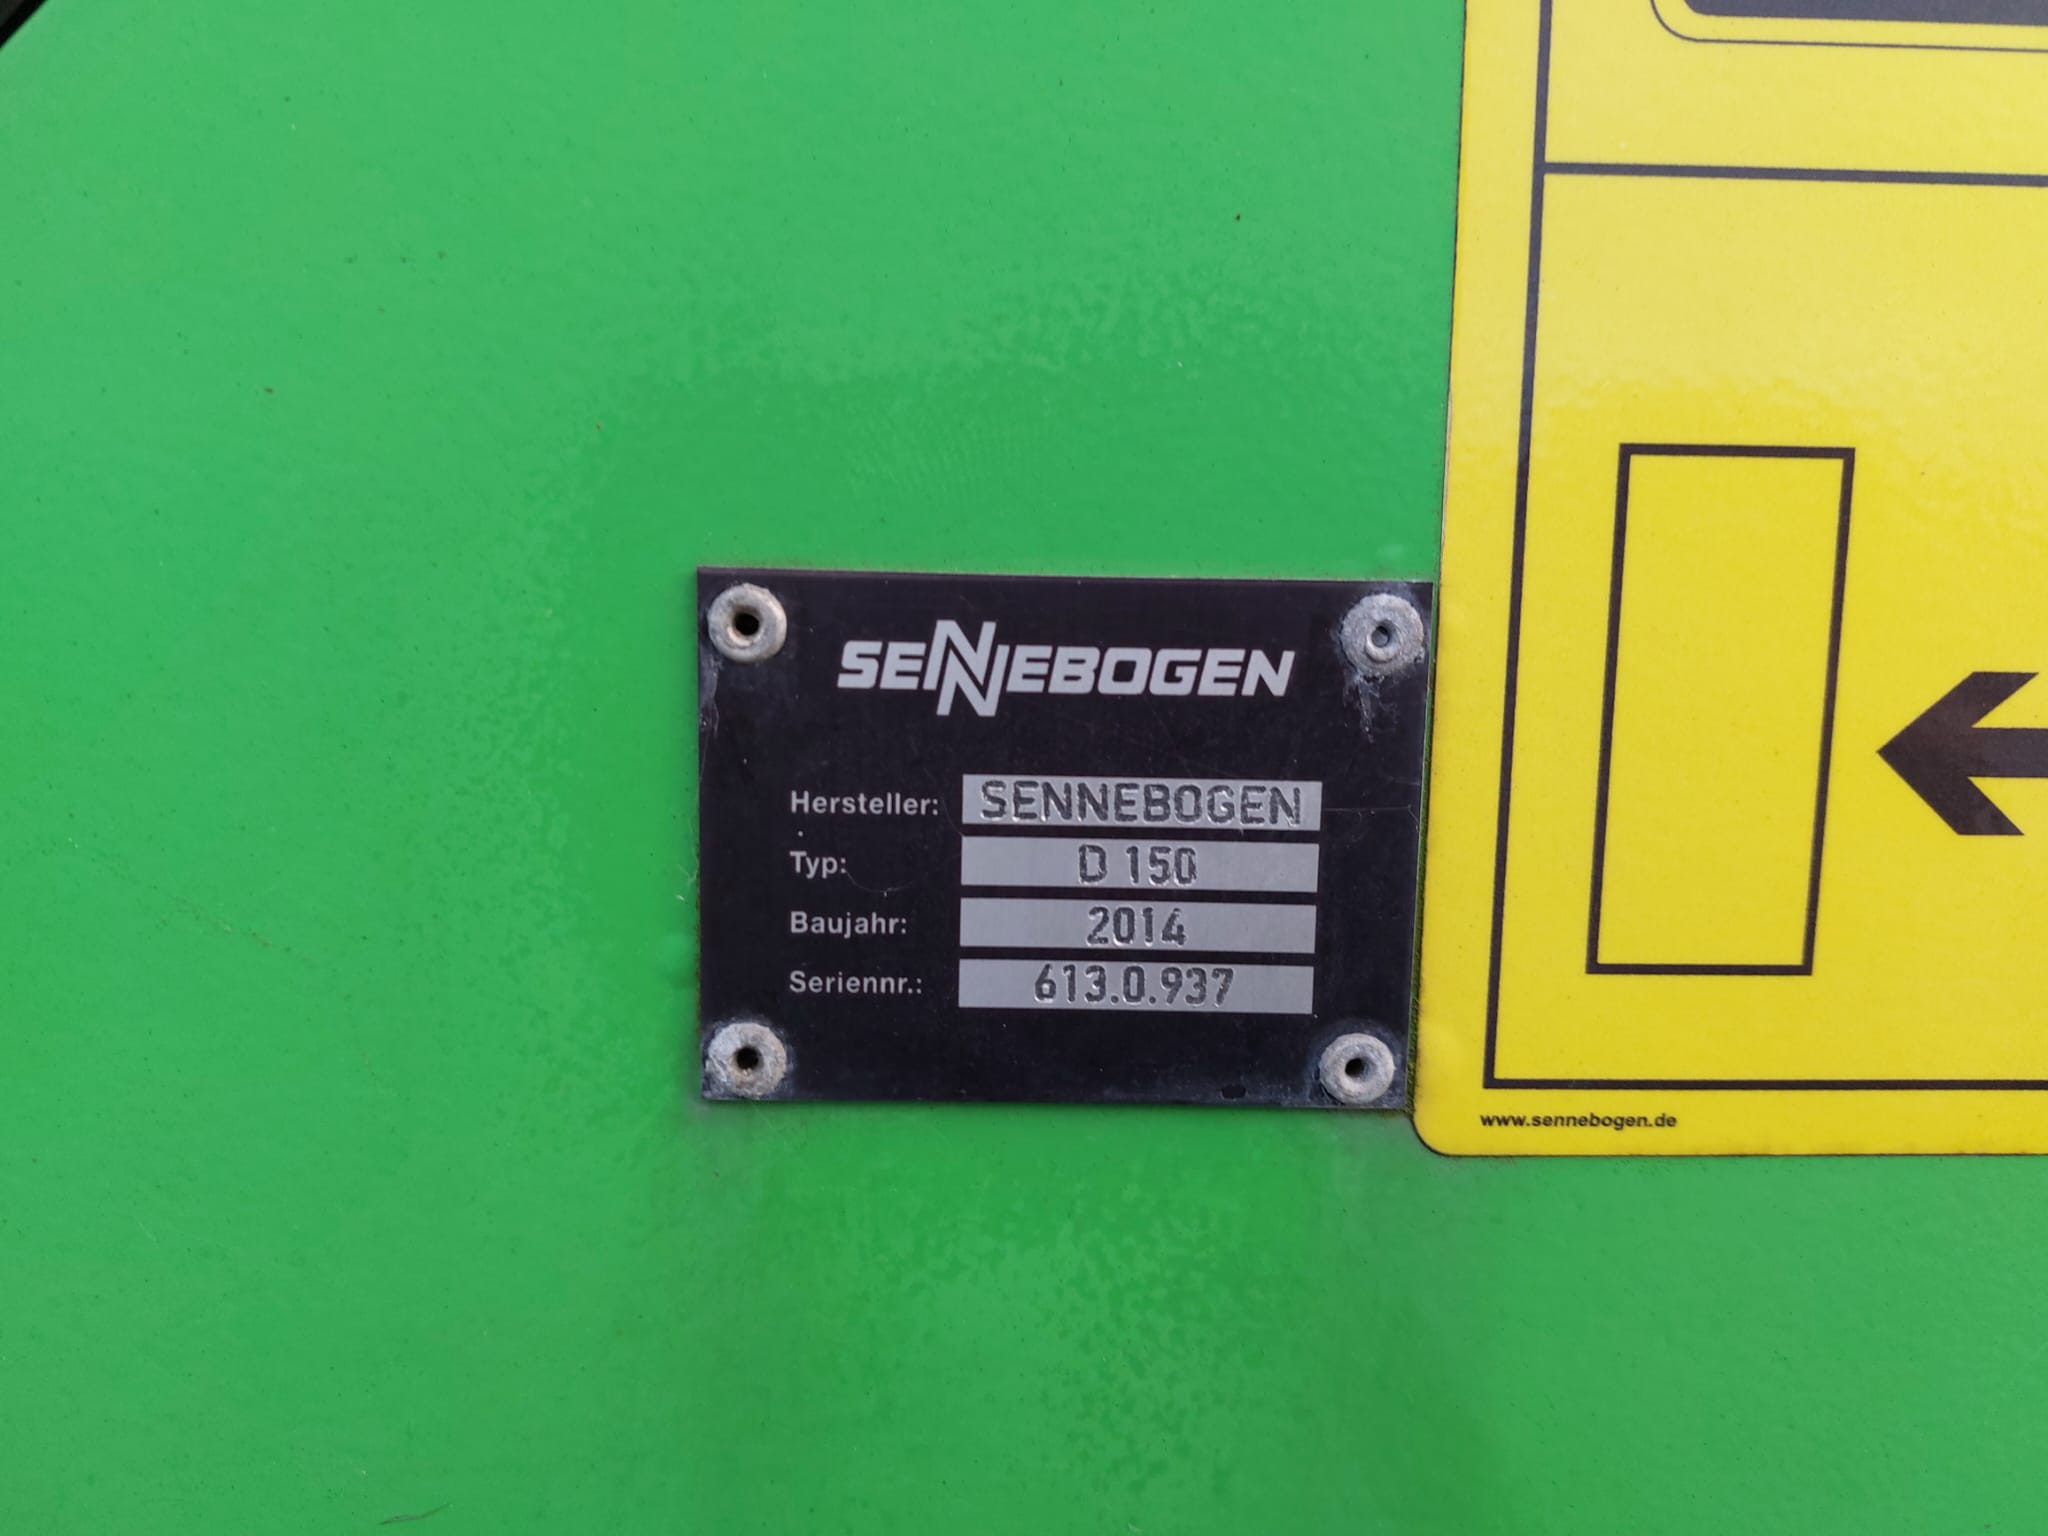 SENNEBOGEN
Hersteller: SENNEBOGEN
Typ: D 150
Baujahr: 2014
Seriennr.: 613.0.937
www.sennebogen.de